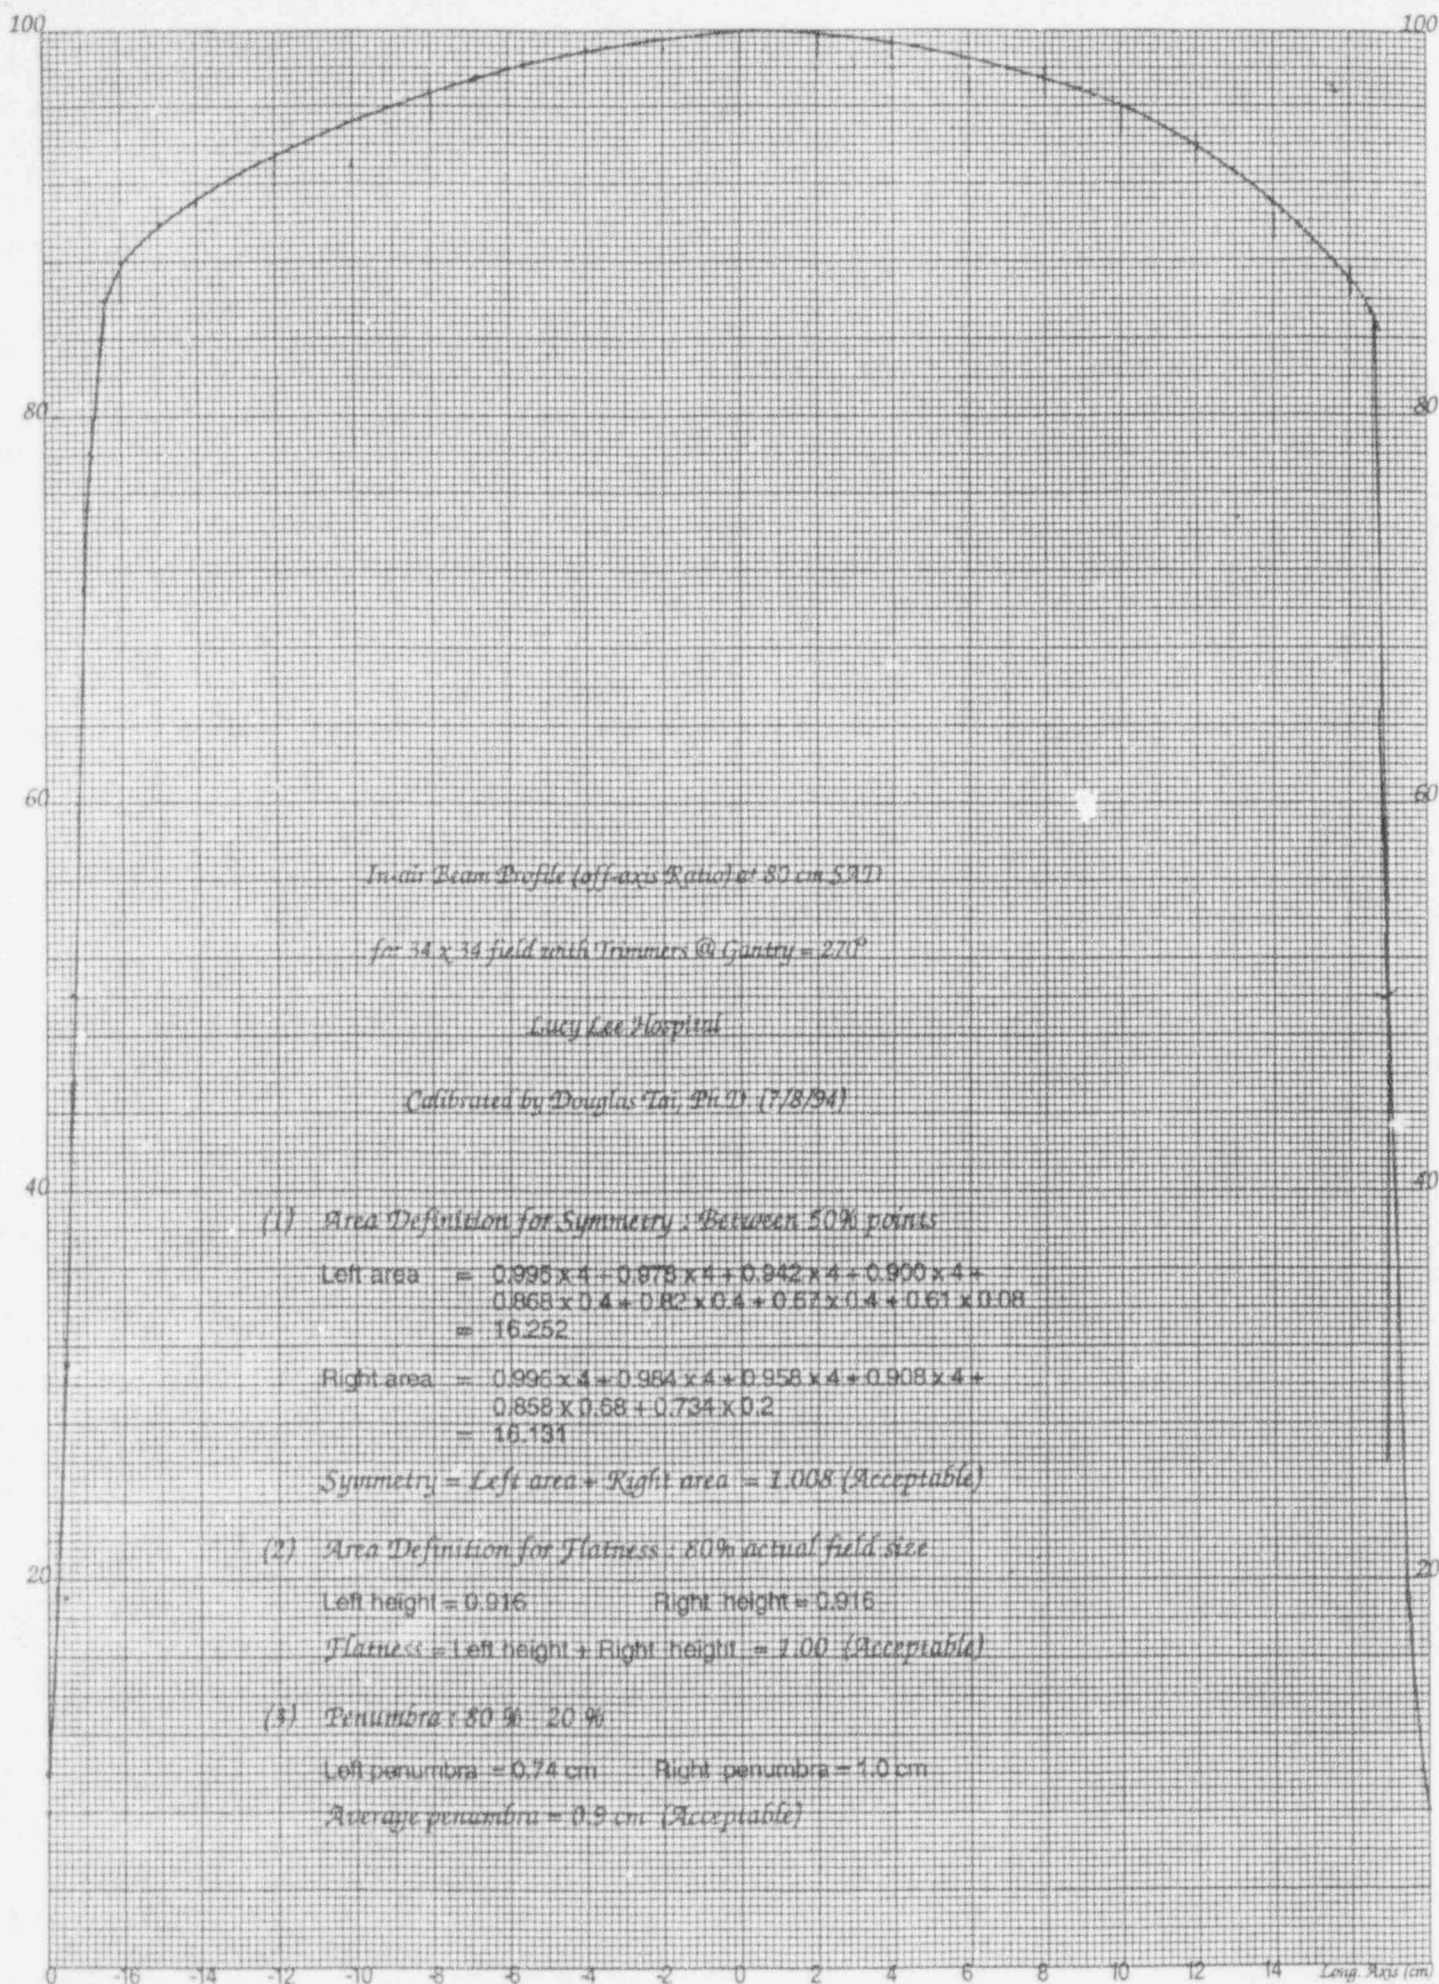 100 100
80 80
60 60
In-air Beam Profile (off-axis Ratio) at 80 cm SAD
for 34 x 34 field with Trimmers @ Gantry = 270°
Lucy Lee Hospital
Calibrated by Douglas Tai, Ph.D. (7/8/94)
40 40
(1) Area Definition for Symmetry : Between 50% points
Left area = 0.995 x 4 + 0.978 x 4 + 0.942 x 4 + 0.900 x 4 +
0.868 x 0.4 + 0.82 x 0.4 + 0.67 x 0.4 + 0.61 x 0.08
= 16.252
Right area = 0.996 x 4 + 0.984 x 4 + 0.958 x 4 + 0.908 x 4 +
0.858 x 0.68 + 0.734 x 0.2
= 16.131
Symmetry = Left area ÷ Right area = 1.008 (Acceptable)
(2) Area Definition for Flatness : 80% actual field size
20 20
Left height = 0.916 Right height = 0.916
Flatness = Left height ÷ Right height = 1.00 (Acceptable)
(3) Penumbra : 80 % - 20 %
Left penumbra = 0.74 cm Right penumbra = 1.0 cm
Average penumbra = 0.9 cm (Acceptable)
0 -16 -14 -12 -10 -8 -6 -4 -2 0 2 4 6 8 10 12 14 Long. Axis (cm)